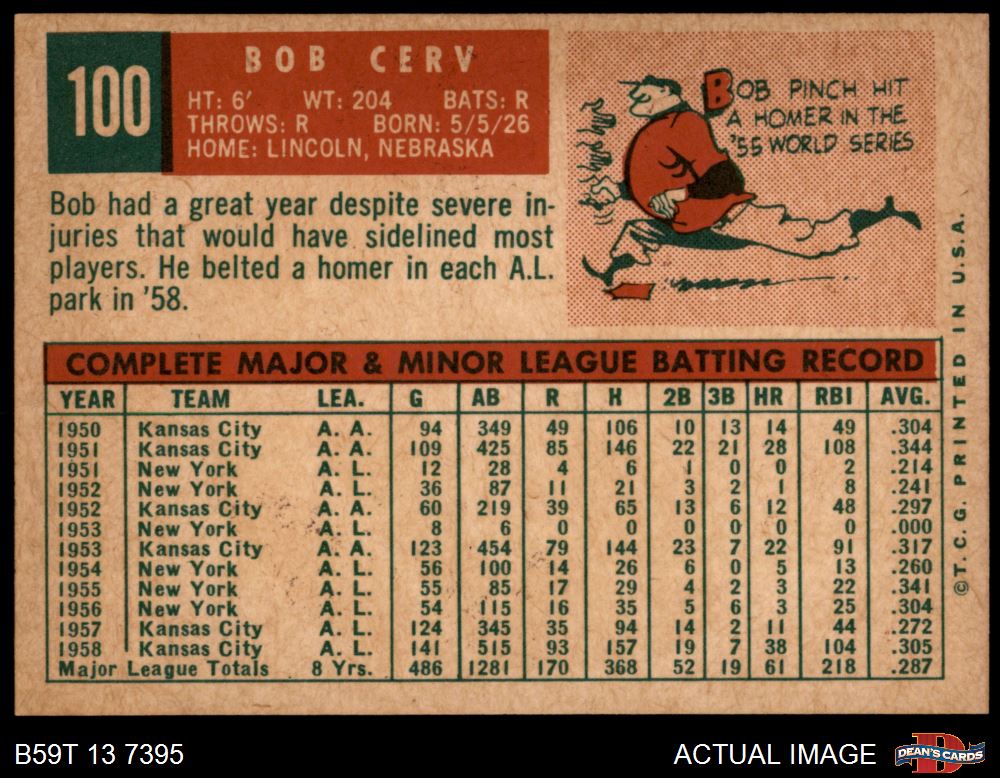 100
BOB CERV
HT: 6' WT: 204 BATS: R
THROWS: R BORN: 5/5/26
HOME: LINCOLN, NEBRASKA
BOB PINCH HIT
A HOMER IN THE
'55 WORLD SERIES
Bob had a great year despite severe in-
juries that would have sidelined most
players. He belted a homer in each A.L.
park in '58.
COMPLETE MAJOR & MINOR LEAGUE BATTING RECORD
YEAR TEAM LEA. G AB R H 2B 3B HR RBI AVG.
1950 Kansas City A. A. 94 349 49 106 10 13 14 49 .304
1951 Kansas City A. A. 109 425 85 146 22 21 28 108 .344
1951 New York A. L. 12 28 4 6 1 0 0 2 .214
1952 New York A. L. 36 87 11 21 3 2 1 8 .241
1952 Kansas City A. A. 60 219 39 65 13 6 12 48 .297
1953 New York A. L. 8 6 0 0 0 0 0 0 .000
1953 Kansas City A. A. 123 454 79 144 23 7 22 91 .317
1954 New York A. L. 56 100 14 26 6 0 5 13 .260
1955 New York A. L. 55 85 17 29 4 2 3 22 .341
1956 New York A. L. 54 115 16 35 5 6 3 25 .304
1957 Kansas City A. L. 124 345 35 94 14 2 11 44 .272
1958 Kansas City A. L. 141 515 93 157 19 7 38 104 .305
Major League Totals 8 Yrs. 486 1281 170 368 52 19 61 218 .287
©T.C.G. PRINTED IN U.S.A.
B59T 13 7395
ACTUAL IMAGE
D
DEAN'S CARDS